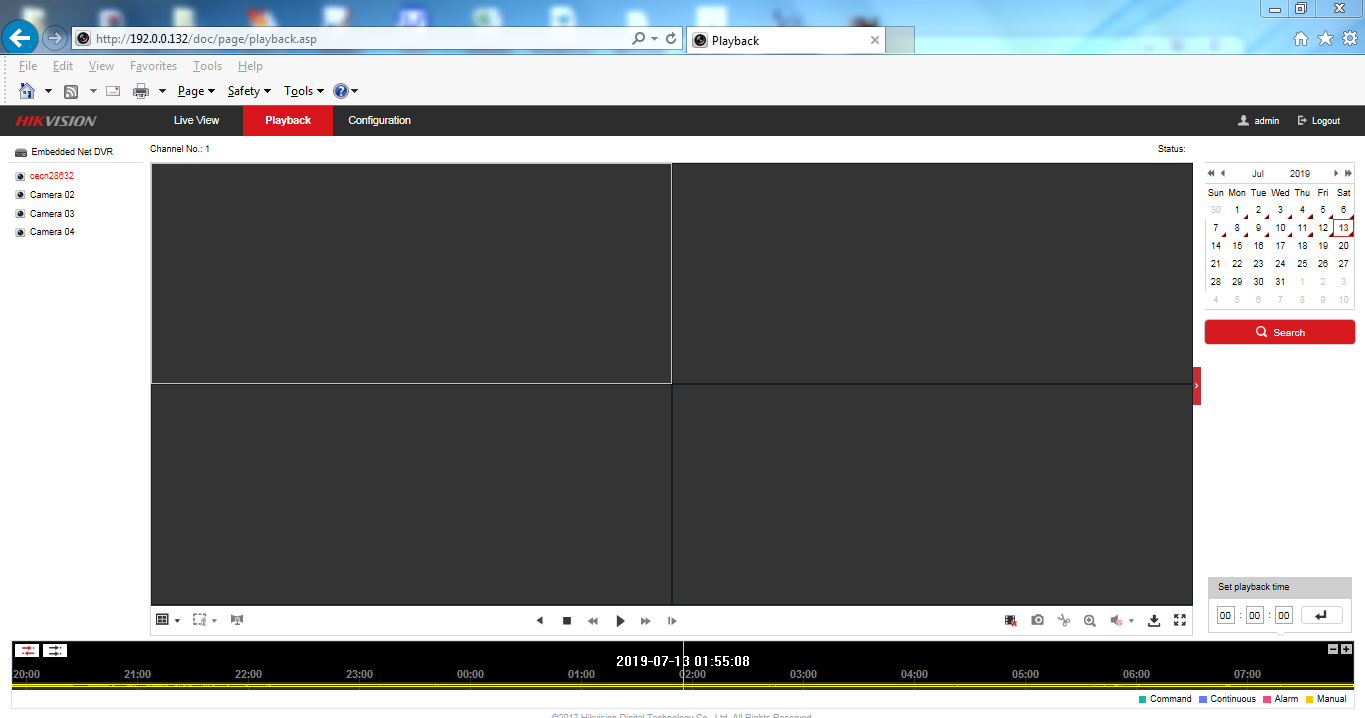 http://192.0.0.132/doc/page/playback.asp
Playback
File Edit View Favorites Tools Help
Page Safety Tools
HIKVISION Live View Playback Configuration admin Logout
Embedded Net DVR
Channel No.: 1
Status:
cecn28632
Camera 02
Camera 03
Camera 04
Jul 2019
Sun Mon Tue Wed Thu Fri Sat
30 1 2 3 4 5 6
7 8 9 10 11 12 13
14 15 16 17 18 19 20
21 22 23 24 25 26 27
28 29 30 31 1 2 3
4 5 6 7 8 9 10
Search
Set playback time
00 : 00 : 00
2019-07-13 01:55:08
20:00 21:00 22:00 23:00 00:00 01:00 02:00 03:00 04:00 05:00 06:00 07:00
Command Continuous Alarm Manual
©2017 Hikvision Digital Technology Co., Ltd. All Rights Reserved.